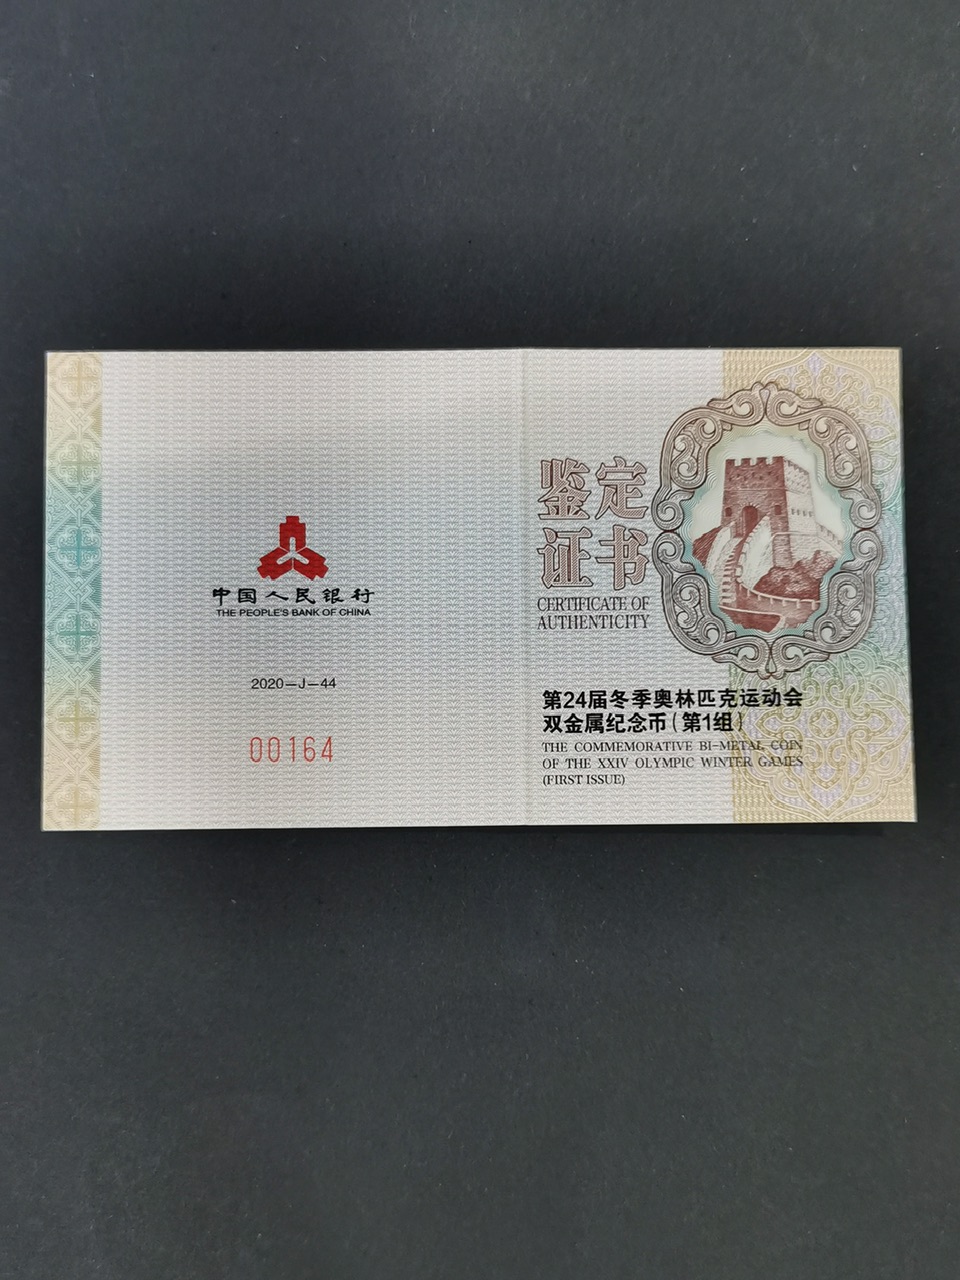 中国人民银行
THE PEOPLE'S BANK OF CHINA
2020-J-44
00164
鉴定
证书
CERTIFICATE OF
AUTHENTICITY
第24届冬季奥林匹克运动会
双金属纪念币(第1组)
THE COMMEMORATIVE BI-METAL COIN
OF THE XXIV OLYMPIC WINTER GAMES
(FIRST ISSUE)